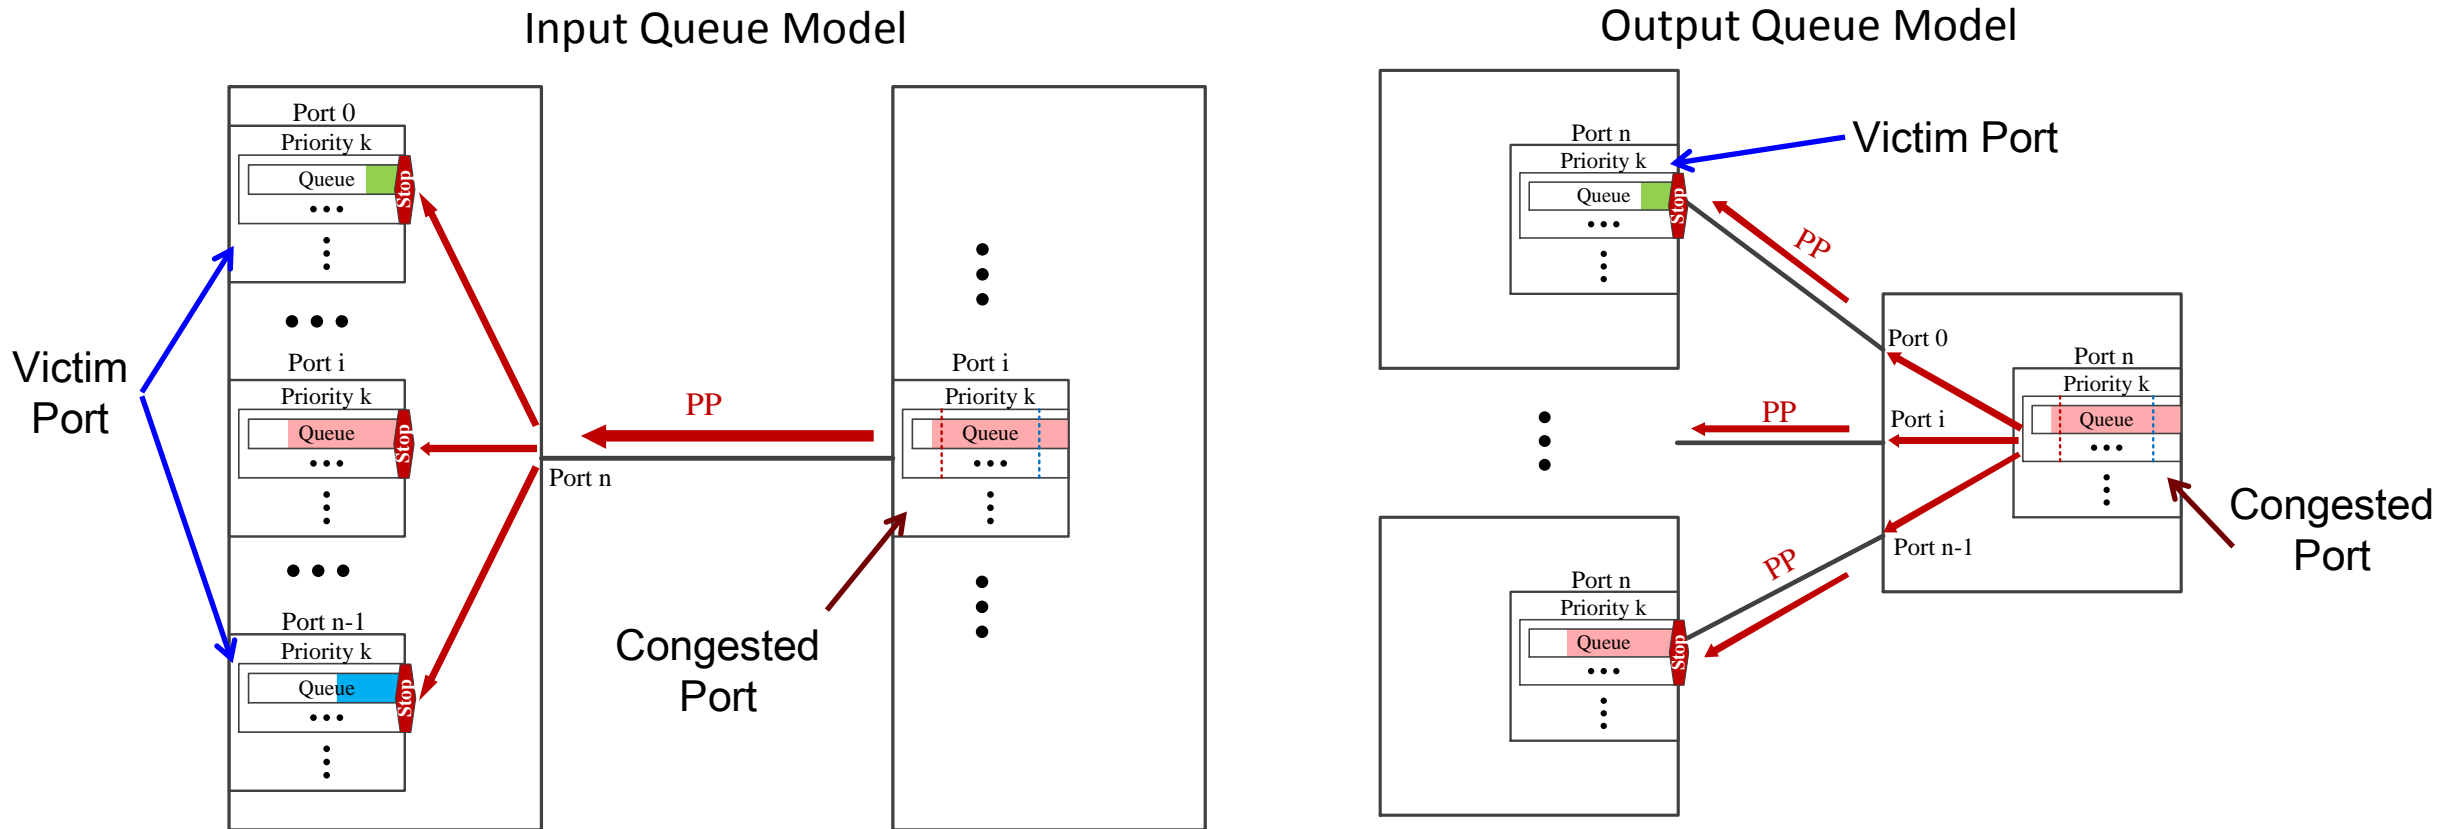 Input Queue Model
Port 0
Priority k
Queue
Stop
Victim
Port
Port i
Priority k
Queue
Stop
Port n-1
Priority k
Queue
Stop
PP
Port n
Port i
Priority k
Queue
Congested
Port
Output Queue Model
Port n
Priority k
Queue
Stop
Victim Port
PP
PP
PP
Port n
Priority k
Queue
Stop
Port 0
Port i
Port n-1
Port n
Priority k
Queue
Congested
Port